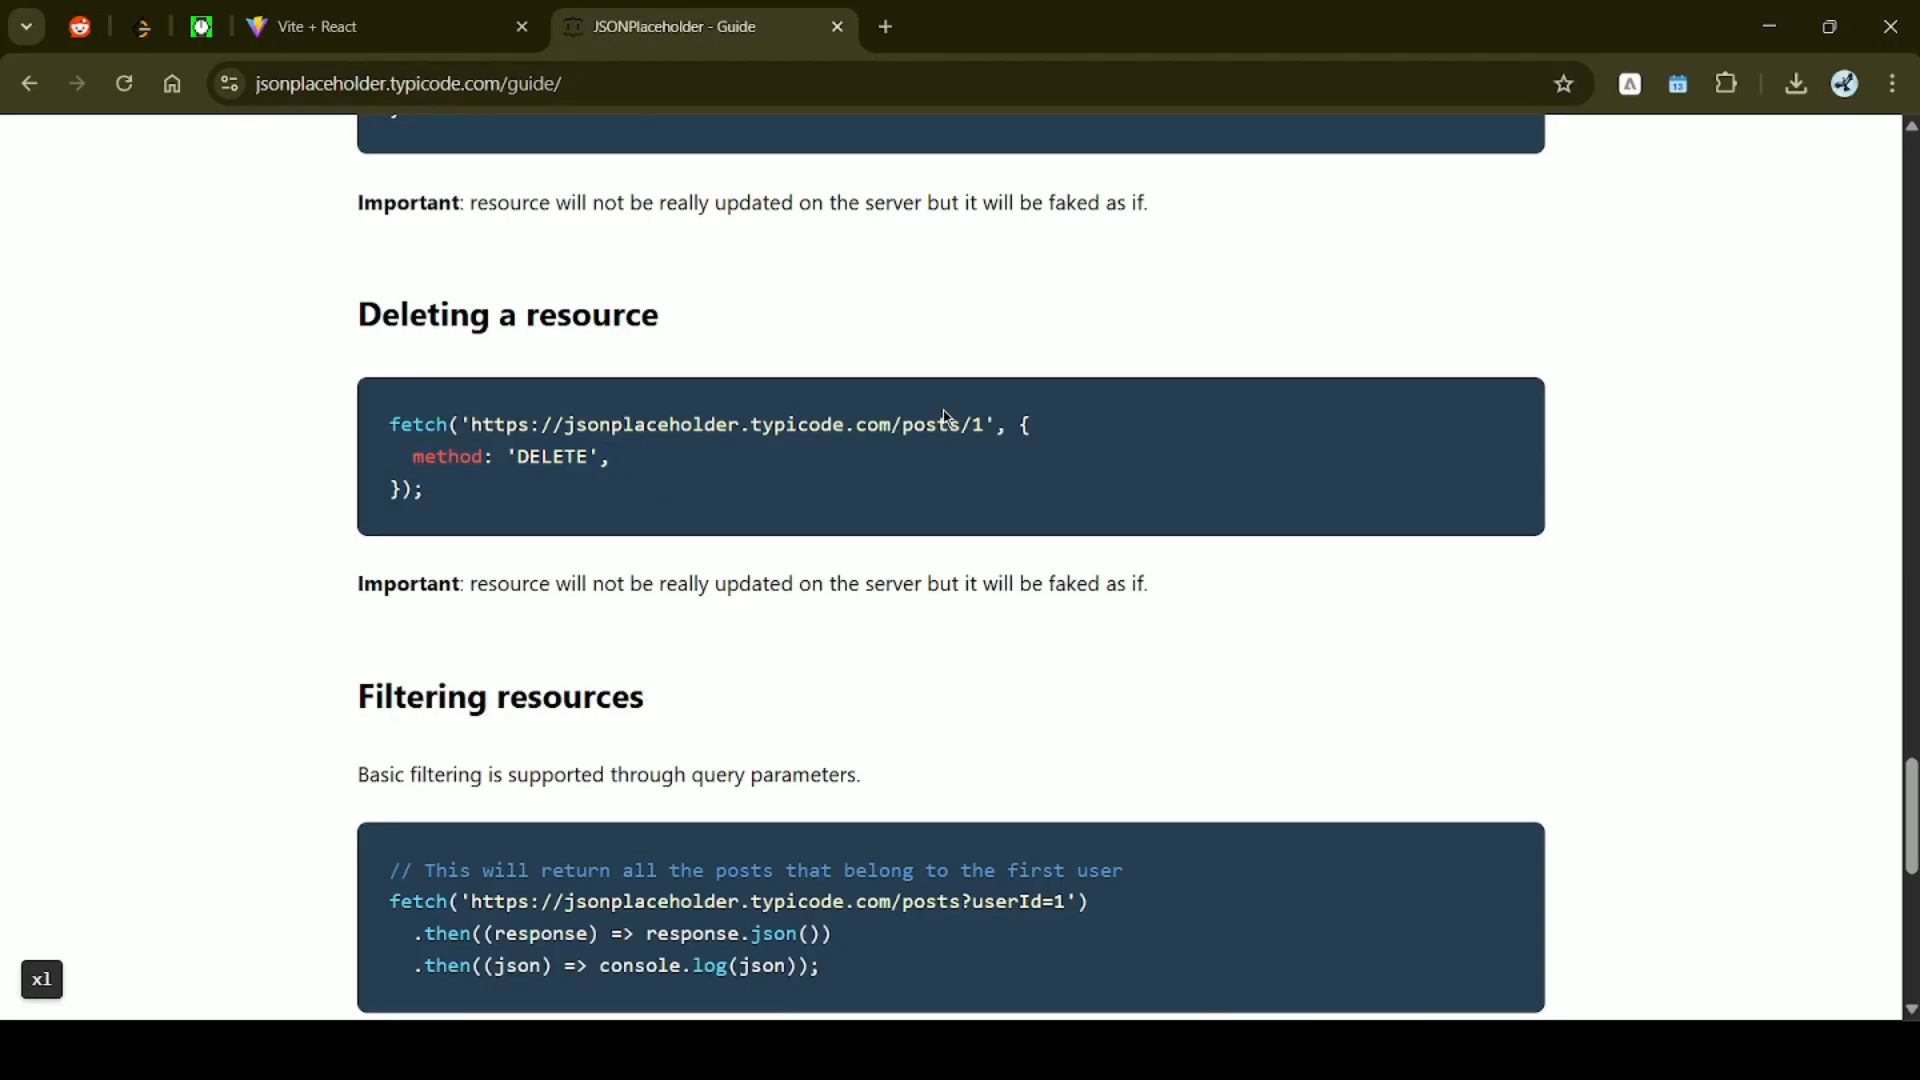 Vite + React
JSONPlaceholder - Guide
jsonplaceholder.typicode.com/guide/
13
Important: resource will not be really updated on the server but it will be faked as if.
Deleting a resource
fetch('https://jsonplaceholder.typicode.com/posts/1', {
method: 'DELETE',
});
Important: resource will not be really updated on the server but it will be faked as if.
Filtering resources
Basic filtering is supported through query parameters.
// This will return all the posts that belong to the first user
fetch('https://jsonplaceholder.typicode.com/posts?userId=1')
.then((response) => response.json())
.then((json) => console.log(json));
xl